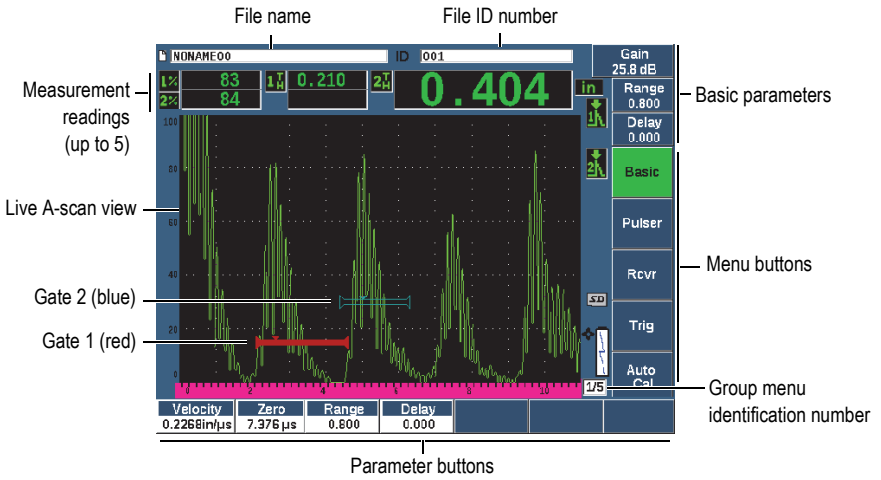 File name
File ID number
NONAME00
ID
001
Gain
25.8 dB
1%
83
2%
84
1
0.210
2
0.404
in
Range
0.800
Delay
0.000
Measurement
readings
(up to 5)
Basic parameters
100
80
60
40
20
0
Live A-scan view
Gate 2 (blue)
Gate 1 (red)
1
2
Basic
Pulser
Rcvr
Trig
Auto
Cal
SD
1/5
Menu buttons
Group menu
identification number
0
2
4
6
8
10
Velocity
0.2268in/µs
Zero
7.376 µs
Range
0.800
Delay
0.000
Parameter buttons